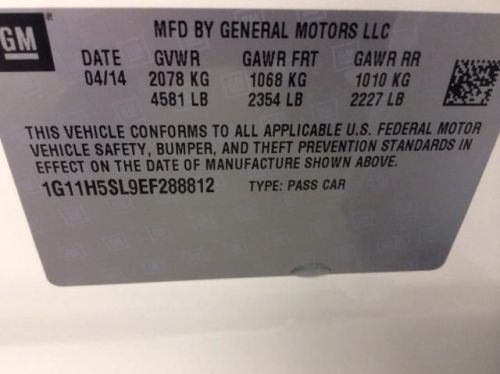 GM
MFD BY GENERAL MOTORS LLC
DATE GVWR GAWR FRT GAWR RR
04/14 2078 KG 1068 KG 1010 KG
4581 LB 2354 LB 2227 LB
THIS VEHICLE CONFORMS TO ALL APPLICABLE U.S. FEDERAL MOTOR
VEHICLE SAFETY, BUMPER, AND THEFT PREVENTION STANDARDS IN
EFFECT ON THE DATE OF MANUFACTURE SHOWN ABOVE.
1G11H5SL9EF288812 TYPE: PASS CAR